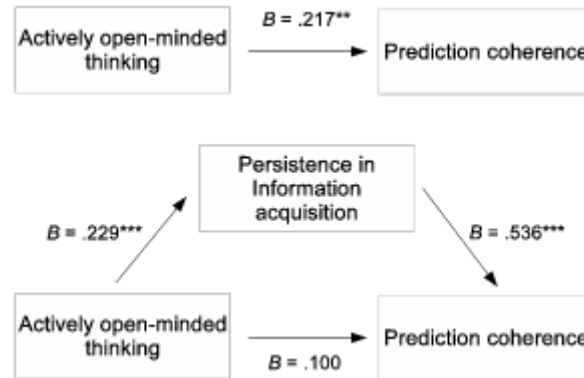 B = .217**
Actively open-minded
thinking
Prediction coherence
Persistence in
Information
acquisition
B = .229***
B = .536***
Actively open-minded
thinking
Prediction coherence
B = .100